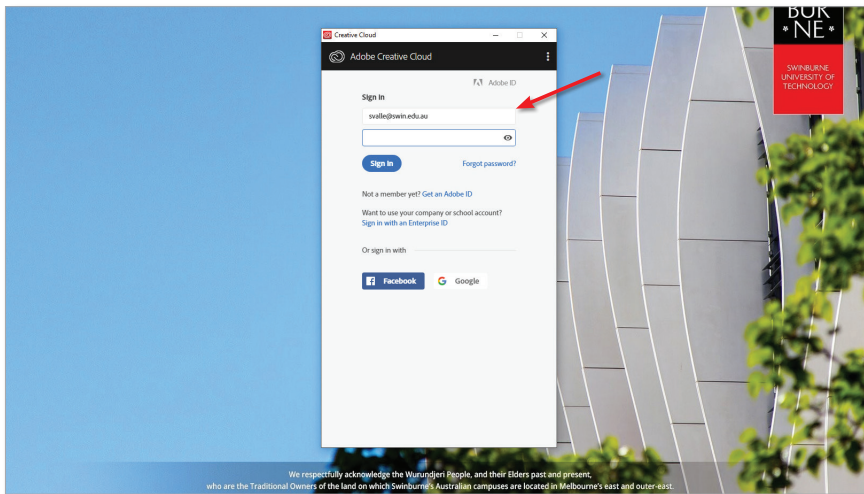 BUR
NE
SWINBURNE
UNIVERSITY OF
TECHNOLOGY
Creative Cloud
Adobe Creative Cloud
Adobe ID
Sign in
svalle@swin.edu.au
Sign in
Forgot password?
Not a member yet? Get an Adobe ID
Want to use your company or school account?
Sign in with an Enterprise ID
Or sign in with
Facebook
Google
We respectfully acknowledge the Wurundjeri People, and their Elders past and present,
who are the Traditional Owners of the land on which Swinburne's Australian campuses are located in Melbourne's east and outer-east.